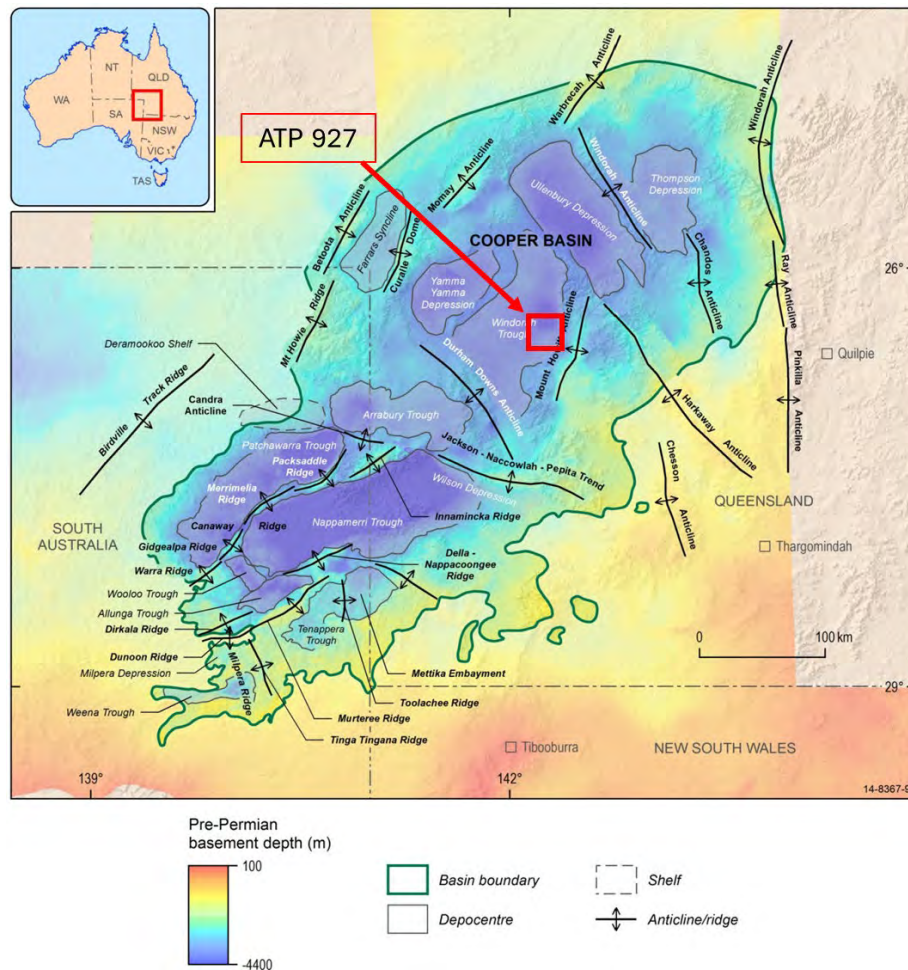 NT
QLD
WA
SA
NSW
VIC
TAS
ATP 927
Warbrecah Anticline
Windorah Anticline
Momay Anticline
Windorah Anticline
Thompson
Depression
Ullenbury Depression
Betoota Anticline
Farrars Syncline
Curalle Dome
COOPER BASIN
Chandos Anticline
Ray Anticline
26°
Yamma
Yamma
Depression
Windorah
Trough
Mount Howitt Anticline
Mt Howie Ridge
Deramookoo Shelf
Durham Downs Anticline
Quilpie
Pinkilla Anticline
Birdville Track Ridge
Candra
Anticline
Arrabury Trough
Harkaway Anticline
Patchawarra Trough
Packsaddle
Ridge
Jackson - Naccowlah - Pepita Trend
Chesson Anticline
Merrimelia
Ridge
Wilson Depression
QUEENSLAND
SOUTH
AUSTRALIA
Nappamerri Trough
Innamincka Ridge
Canaway Ridge
Gidgealpa Ridge
Thargomindah
Warra Ridge
Della -
Nappacoongee
Ridge
Wooloo Trough
Allunga Trough
Dirkala Ridge
Tenappera
Trough
0 100 km
Dunoon Ridge
Milpera Depression
Milpera Ridge
Mettika Embayment
29°
Weena Trough
Toolachee Ridge
Murteree Ridge
Tinga Tingana Ridge
Tibooburra
NEW SOUTH WALES
139°
142°
14-8367-9
Pre-Permian
basement depth (m)
100
-4400
Basin boundary
Shelf
Depocentre
Anticline/ridge